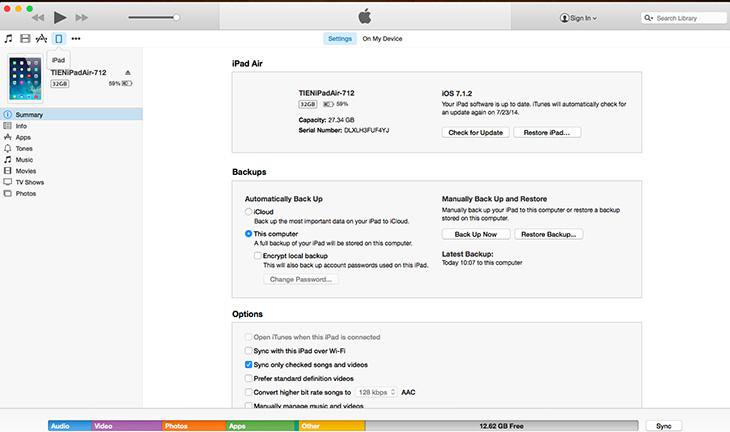 Sign In
Search Library
Settings
On My Device
iPad
TIENiPadAir-712
32GB
59%
Summary
Info
Apps
Tones
Music
Movies
TV Shows
Photos
iPad Air
TIENiPadAir-712
32GB 59%
Capacity: 27.34 GB
Serial Number: DLXLH3FUF4YJ
iOS 7.1.2
Your iPad software is up to date. iTunes will automatically check for
an update again on 7/23/14.
Check for Update
Restore iPad...
Backups
Automatically Back Up
iCloud
Back up the most important data on your iPad to iCloud.
This computer
A full backup of your iPad will be stored on this computer.
Encrypt local backup
This will also back up account passwords used on this iPad.
Change Password...
Manually Back Up and Restore
Manually back up your iPad to this computer or restore a backup
stored on this computer.
Back Up Now
Restore Backup...
Latest Backup:
Today 10:07 to this computer
Options
Open iTunes when this iPad is connected
Sync with this iPad over Wi-Fi
Sync only checked songs and videos
Prefer standard definition videos
Convert higher bit rate songs to 128 kbps AAC
Manually manage music and videos
Audio
Video
Photos
Apps
Other
12.62 GB Free
Sync